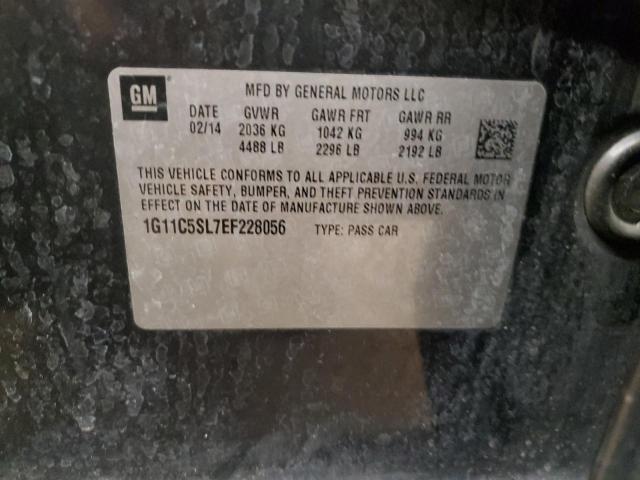 GM
MFD BY GENERAL MOTORS LLC
DATE GVWR GAWR FRT GAWR RR
02/14 2036 KG 1042 KG 994 KG
4488 LB 2296 LB 2192 LB
THIS VEHICLE CONFORMS TO ALL APPLICABLE U.S. FEDERAL MOTOR
VEHICLE SAFETY, BUMPER, AND THEFT PREVENTION STANDARDS IN
EFFECT ON THE DATE OF MANUFACTURE SHOWN ABOVE.
1G11C5SL7EF228056 TYPE: PASS CAR